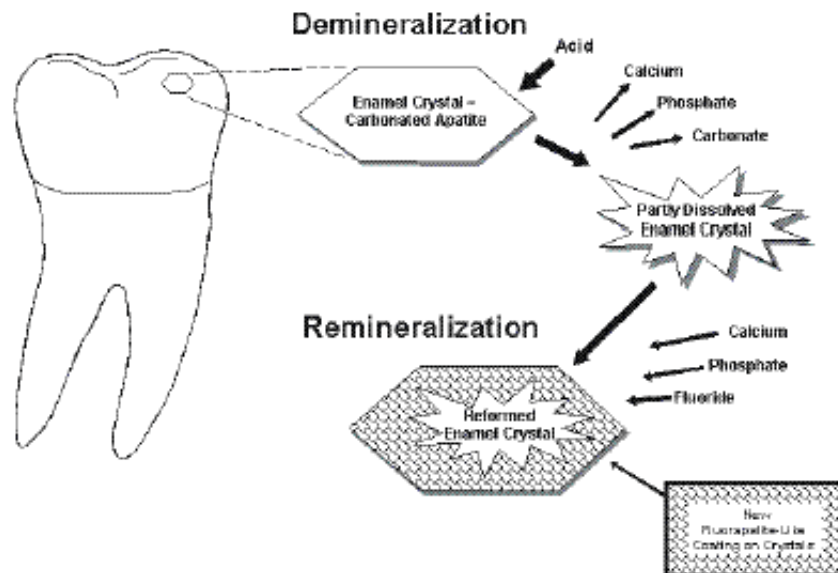 Demineralization
Acid
Calcium
Phosphate
Carbonate
Enamel Crystal –
Carbonated Apatite
Partly Dissolved
Enamel Crystal
Remineralization
Calcium
Phosphate
Fluoride
Reformed
Enamel Crystal
New
Fluorapatite-Like
Coating on Crystals